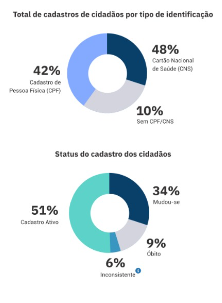 Total de cadastros de cidadãos por tipo de identificação
48%
Cartão Nacional
de Saúde (CNS)
42%
Cadastro de
Pessoa Física (CPF)
10%
Sem CPF/CNS
Status do cadastro dos cidadãos
34%
Mudou-se
51%
Cadastro Ativo
9%
Óbito
6%
Inconsistente